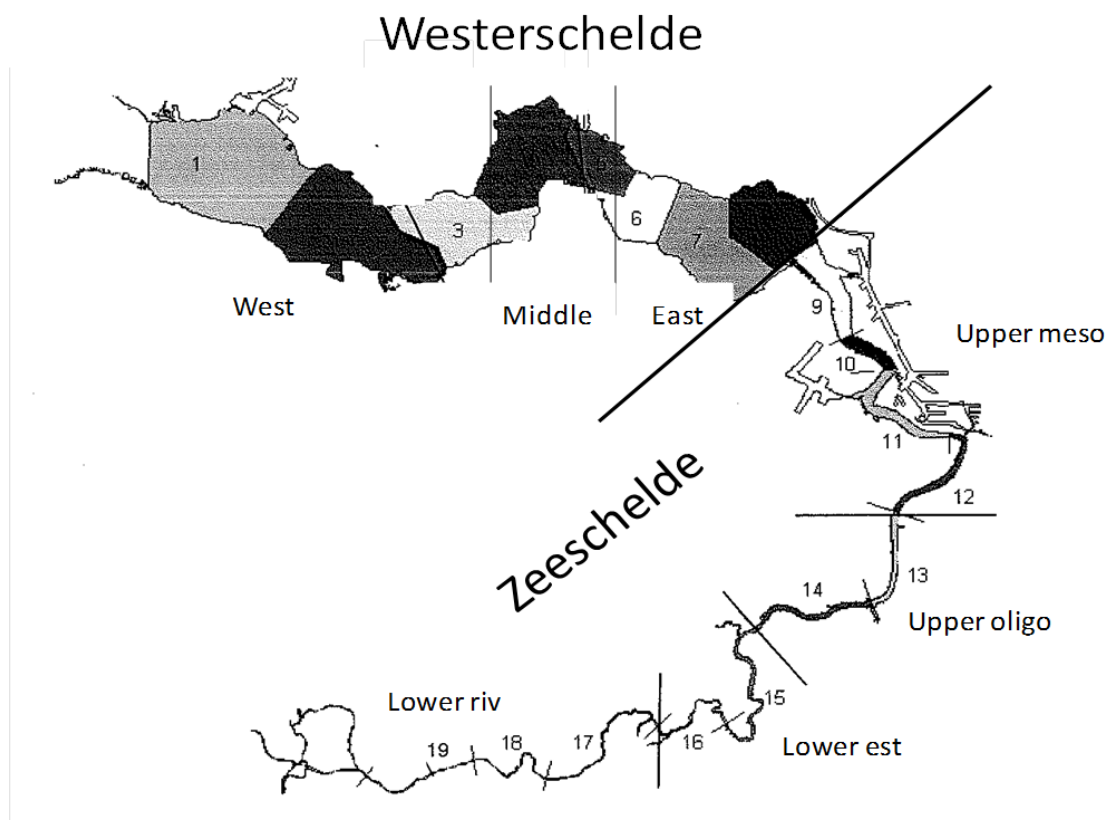 Westerschelde
1
3
6
7
West
Middle
East
9
Upper meso
10
11
12
Zeeschelde
13
14
Upper oligo
15
Lower riv
16
17
18
19
Lower est